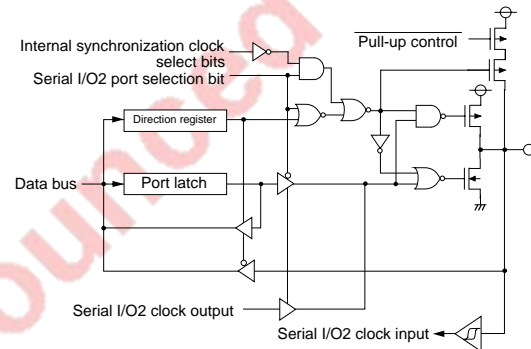 Internal synchronization clock
select bits
Serial I/O2 port selection bit
Pull-up control
Direction register
Data bus
Port latch
Serial I/O2 clock output
Serial I/O2 clock input
ounced